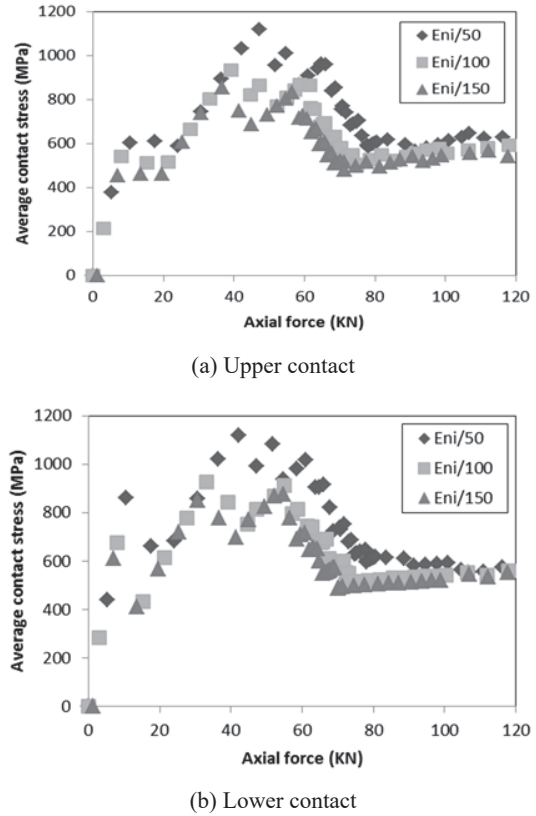 1200
1000
800
600
400
200
0
Average contact stress (MPa)
Eni/50
Eni/100
Eni/150
0 20 40 60 80 100 120
Axial force (KN)
(a) Upper contact
1200
1000
800
600
400
200
0
Average contact stress (MPa)
Eni/50
Eni/100
Eni/150
0 20 40 60 80 100 120
Axial force (KN)
(b) Lower contact